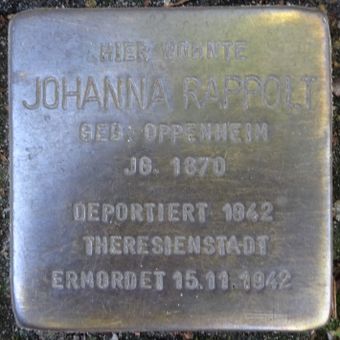 HIER WOHNTE
JOHANNA RAPPOLT
GEB. OPPENHEIM
JG. 1870
DEPORTIERT 1942
THERESIENSTADT
ERMORDET 15.11.1942